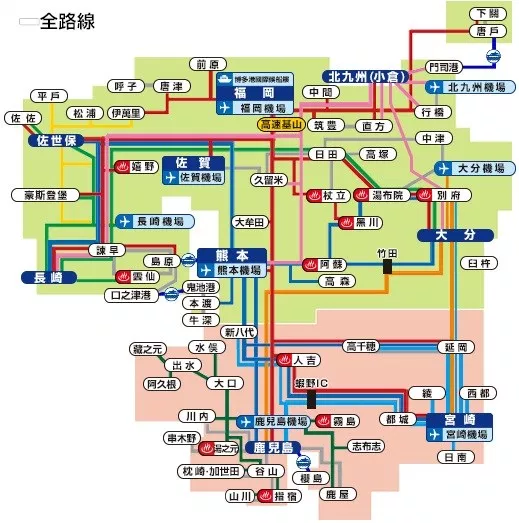 全路線
下關
唐戶
前原
博多港國際候船廳
福岡
福岡機場
北九州(小倉)
門司港
北九州機場
平戶
呼子
唐津
中間
行橋
佐佐
松浦
伊萬里
高速基山
筑豊
直方
佐世保
中津
嬉野
佐賀
佐賀機場
日田
高塚
大分機場
久留米
豪斯登堡
杖立
湯布院
別府
長崎機場
大牟田
黑川
大分
諫早
島原
熊本
熊本機場
竹田
臼杵
長崎
雲仙
鬼池港
阿蘇
口之津港
本渡
高森
牛深
新八代
水俣
高千穂
延岡
藏之元
出水
人吉
阿久根
大口
蝦野IC
綾
西都
川内
鹿兒島機場
霧島
都城
宮崎
宮崎機場
串木野
湯之元
鹿兒島
志布志
日南
枕崎·加世田
谷山
櫻島
山川
指宿
鹿屋